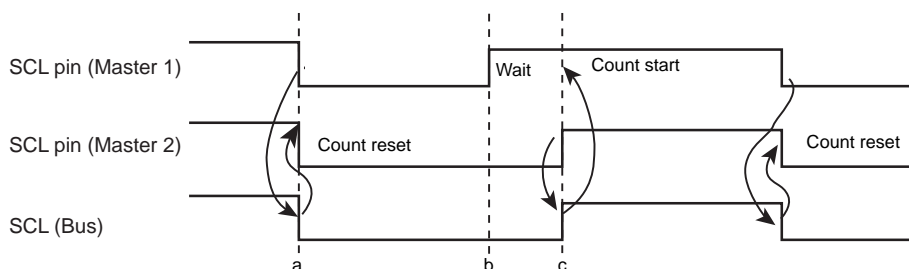 SCL pin (Master 1)
Wait
Count start
SCL pin (Master 2)
Count reset
Count reset
SCL (Bus)
a
b
c